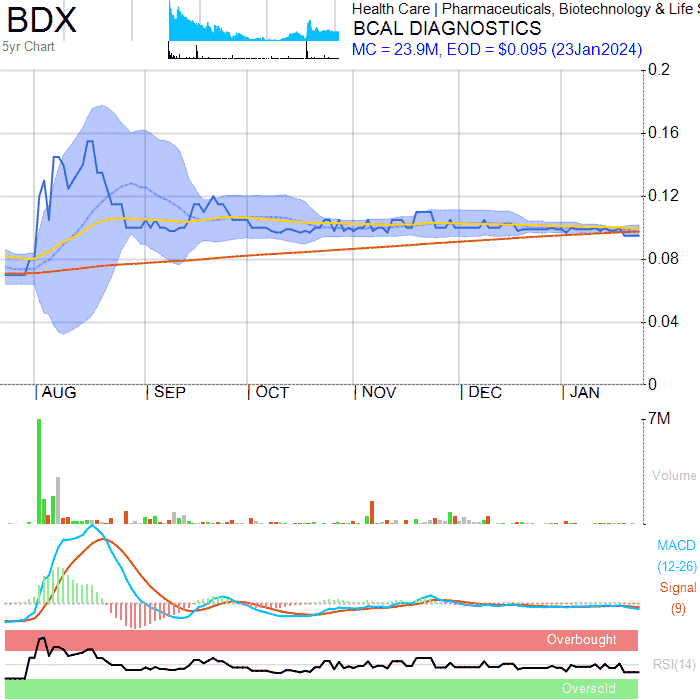 BDX
5yr Chart
Health Care | Pharmaceuticals, Biotechnology & Life S
BCAL DIAGNOSTICS
MC = 23.9M, EOD = $0.095 (23Jan2024)
0.2
0.16
0.12
0.08
0.04
0
AUG SEP OCT NOV DEC JAN
7M
Volume
MACD
(12-26)
Signal
(9)
Overbought
RSI(14)
Oversold